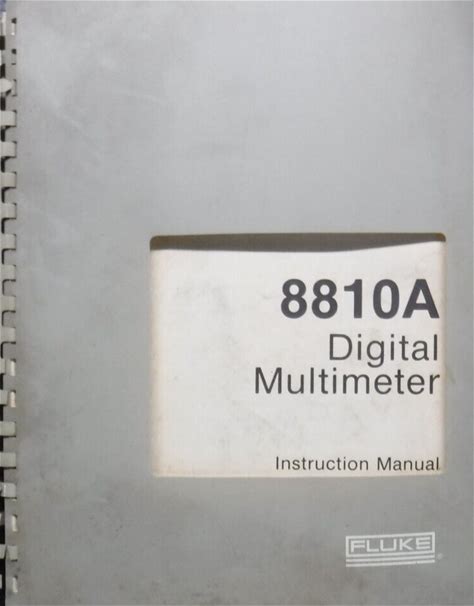 8810A
Digital
Multimeter
Instruction Manual
FLUKE
®